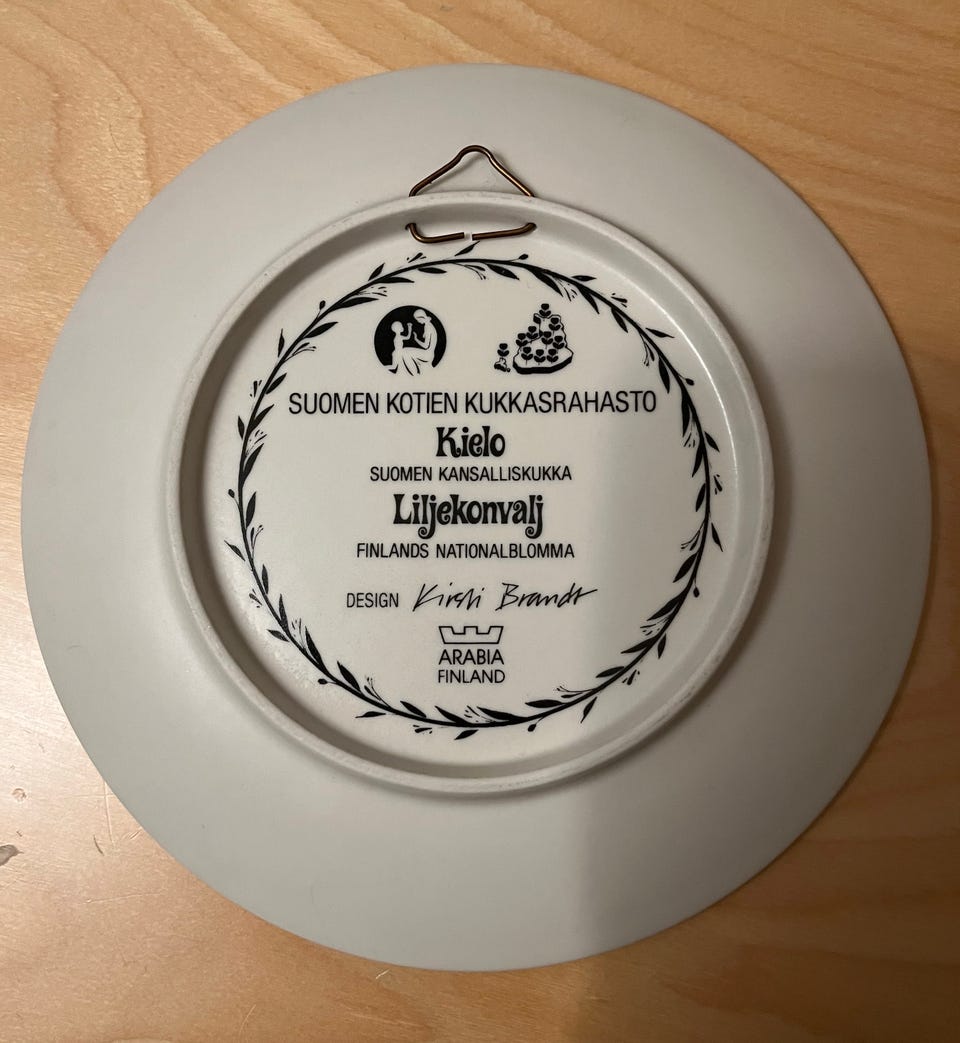 SUOMEN KOTIEN KUKKASRAHASTO
Kielo
SUOMEN KANSALLISKUKKA
Liljekonvalj
FINLANDS NATIONALBLOMMA
DESIGN Kirsti Brandt
ARABIA
FINLAND